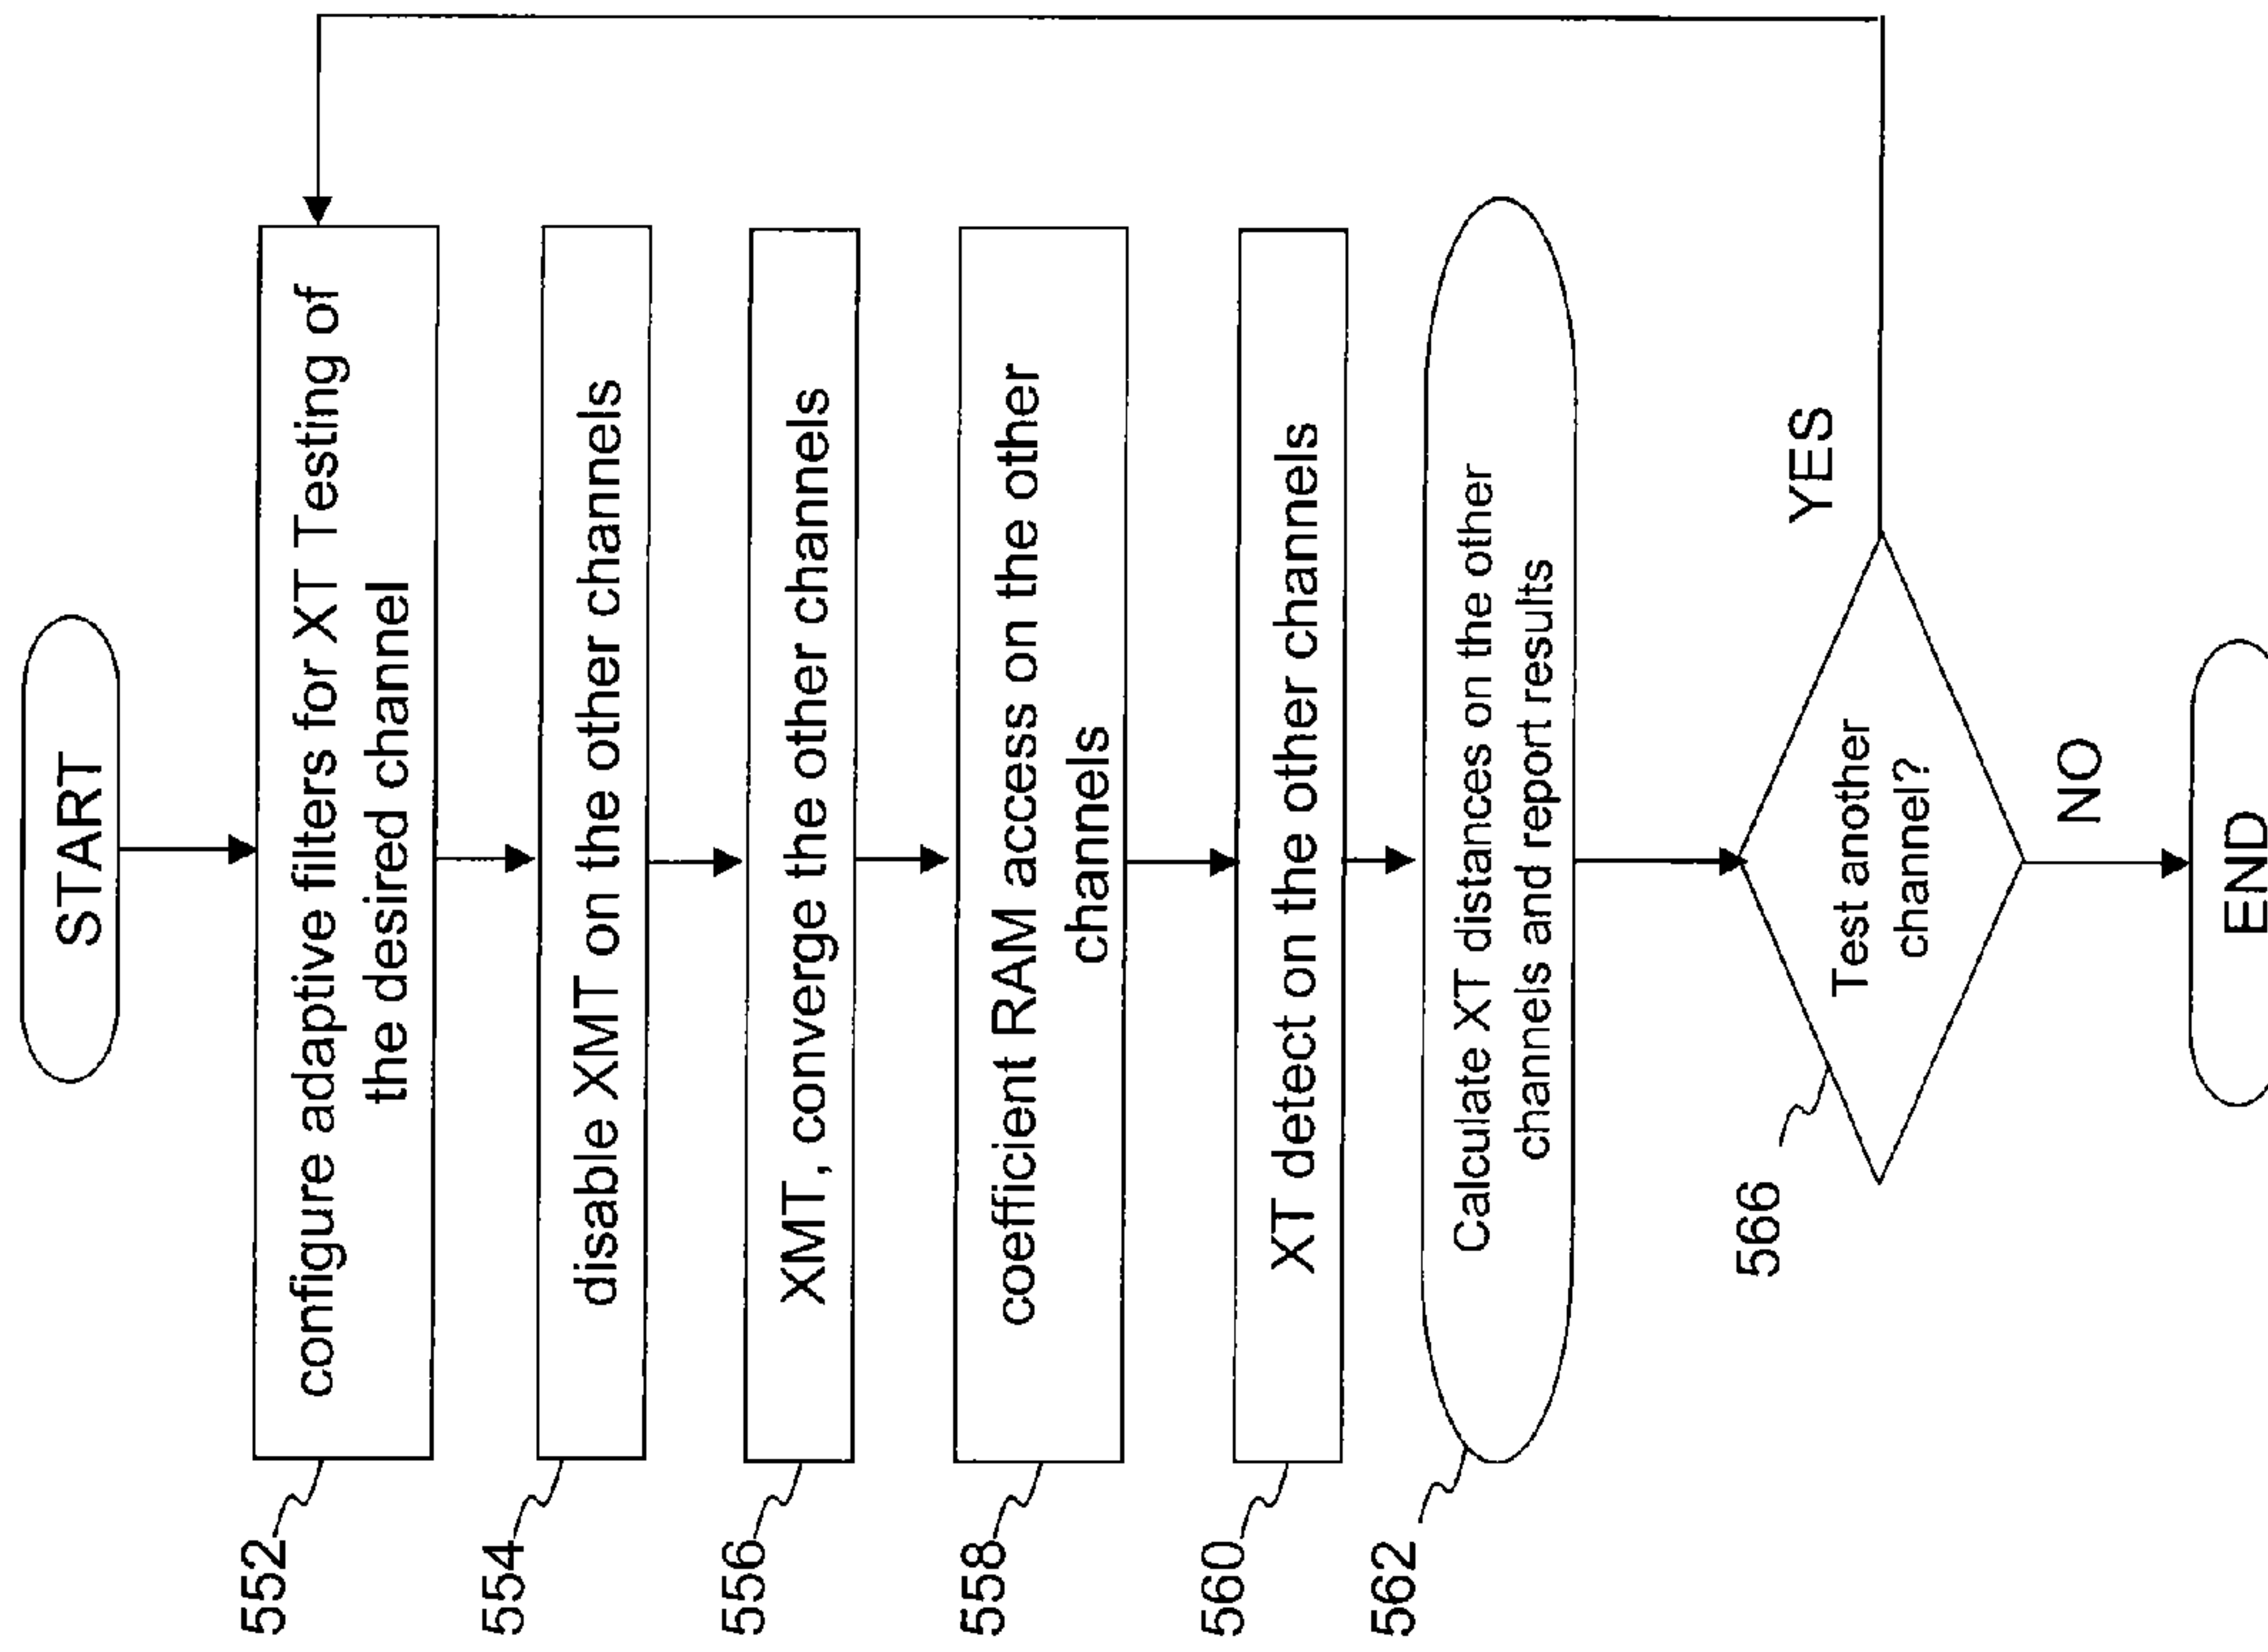 START
552
configure adaptive filters for XT Testing of
the desired channel
554
disable XMT on the other channels
556
XMT, converge the other channels
558
coefficient RAM access on the other
channels
560
XT detect on the other channels
562
Calculate XT distances on the other
channels and report results
566
Test another
channel?
YES
NO
END